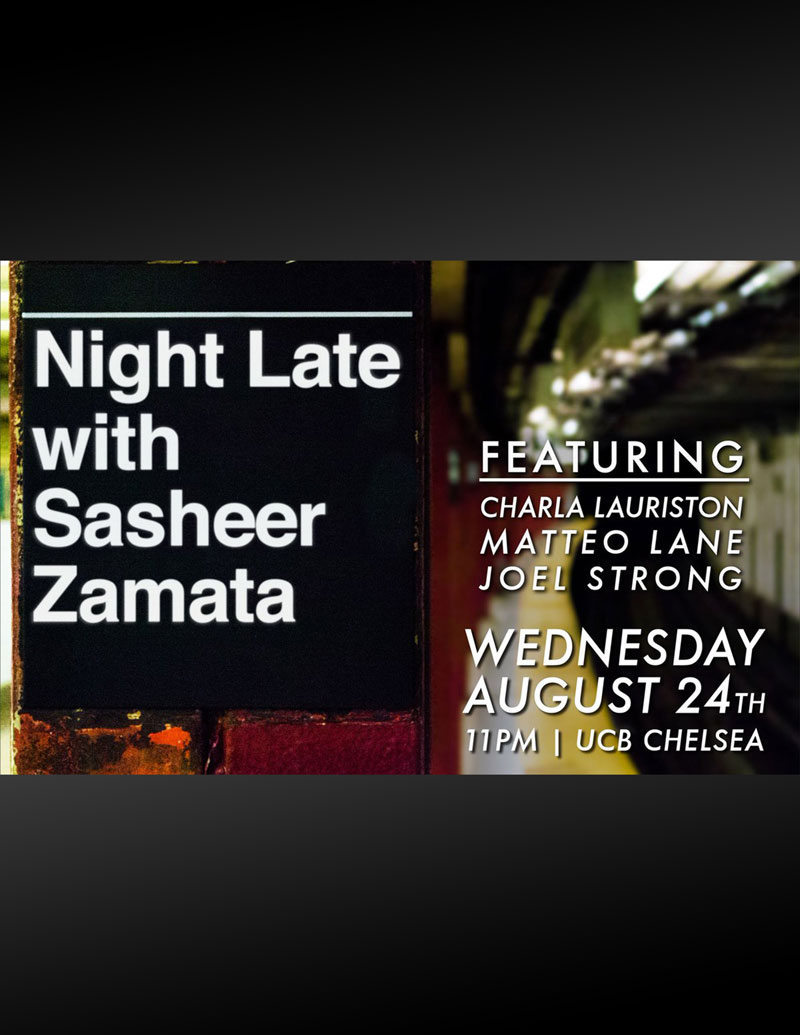 Night Late
with
Sasheer
Zamata
FEATURING
CHARLA LAURISTON
MATTEO LANE
JOEL STRONG
WEDNESDAY
AUGUST 24TH
11PM | UCB CHELSEA